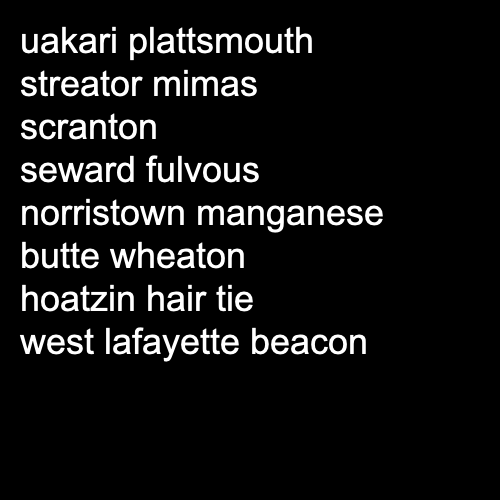 uakari plattsmouth
streator mimas
scranton
seward fulvous
norristown manganese
butte wheaton
hoatzin hair tie
west lafayette beacon